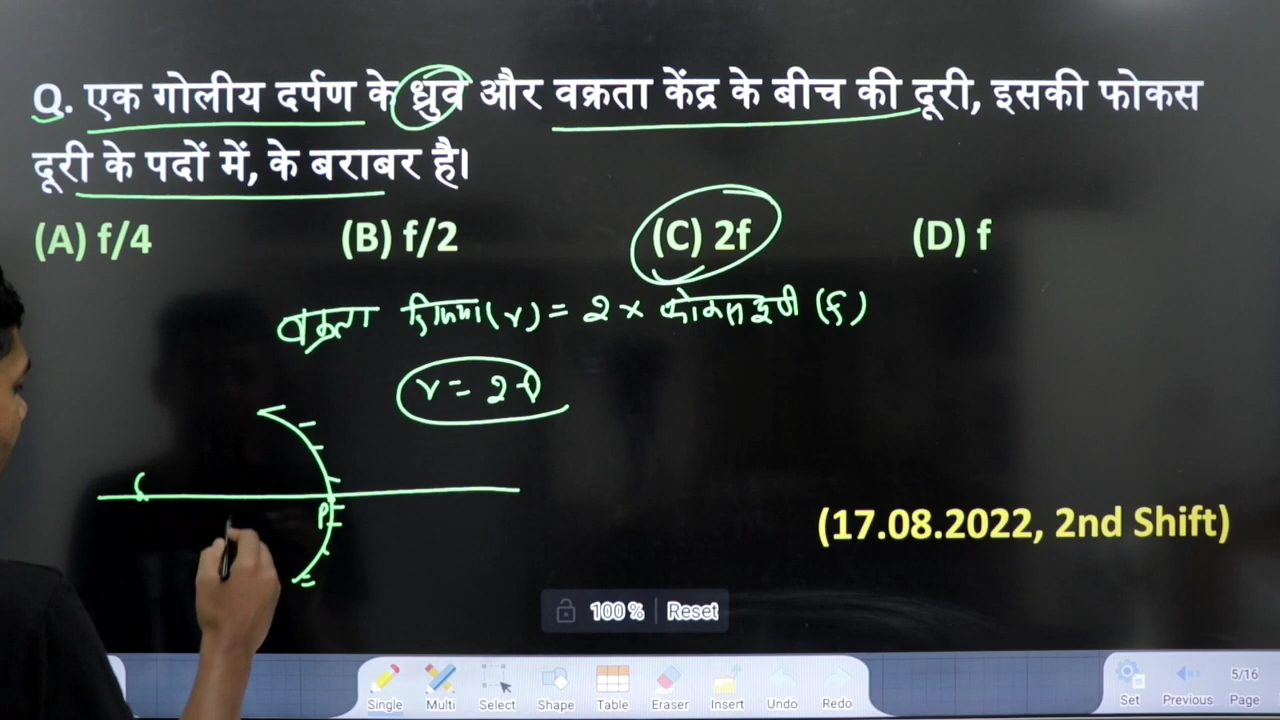 Q. एक गोलीय दर्पण के ध्रुव और वक्रता केंद्र के बीच की दूरी, इसकी फोकस
दूरी के पदों में, के बराबर है।
(A) f/4 (B) f/2 (C) 2f (D) f
वक्रता त्रिज्या (r) = 2 × फोकस दूरी (f)
r = 2f
C
P
(17.08.2022, 2nd Shift)
100 % Reset
Single Multi Select Shape Table Eraser Insert Undo Redo
Set Previous 5/16 Page